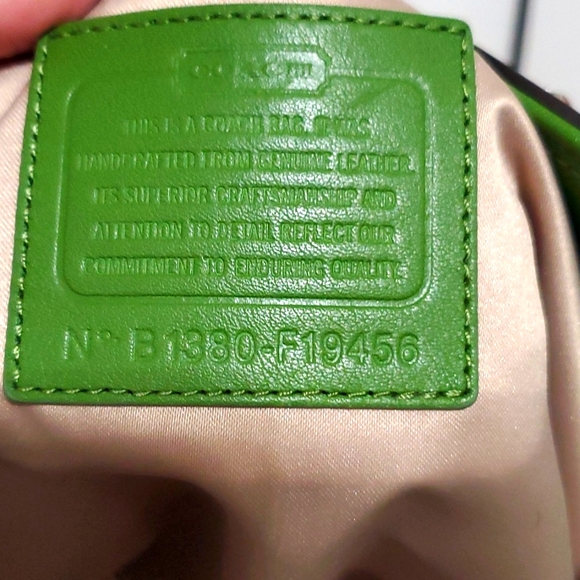 COACH
THIS IS A COACH BAG. IT WAS
HANDCRAFTED FROM GENUINE LEATHER.
ITS SUPERIOR CRAFTSMANSHIP AND
ATTENTION TO DETAIL REFLECT OUR
COMMITMENT TO ENDURING QUALITY.
N° B1380-F19456